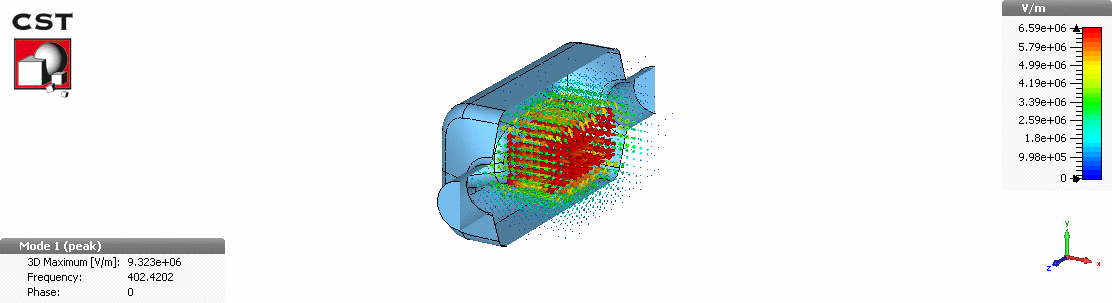 CST
V/m
6.59e+06
5.79e+06
4.99e+06
4.19e+06
3.39e+06
2.59e+06
1.8e+06
9.98e+05
0
y
x
z
Mode 1 (peak)
3D Maximum [V/m]: 9.323e+06
Frequency: 402.4202
Phase: 0